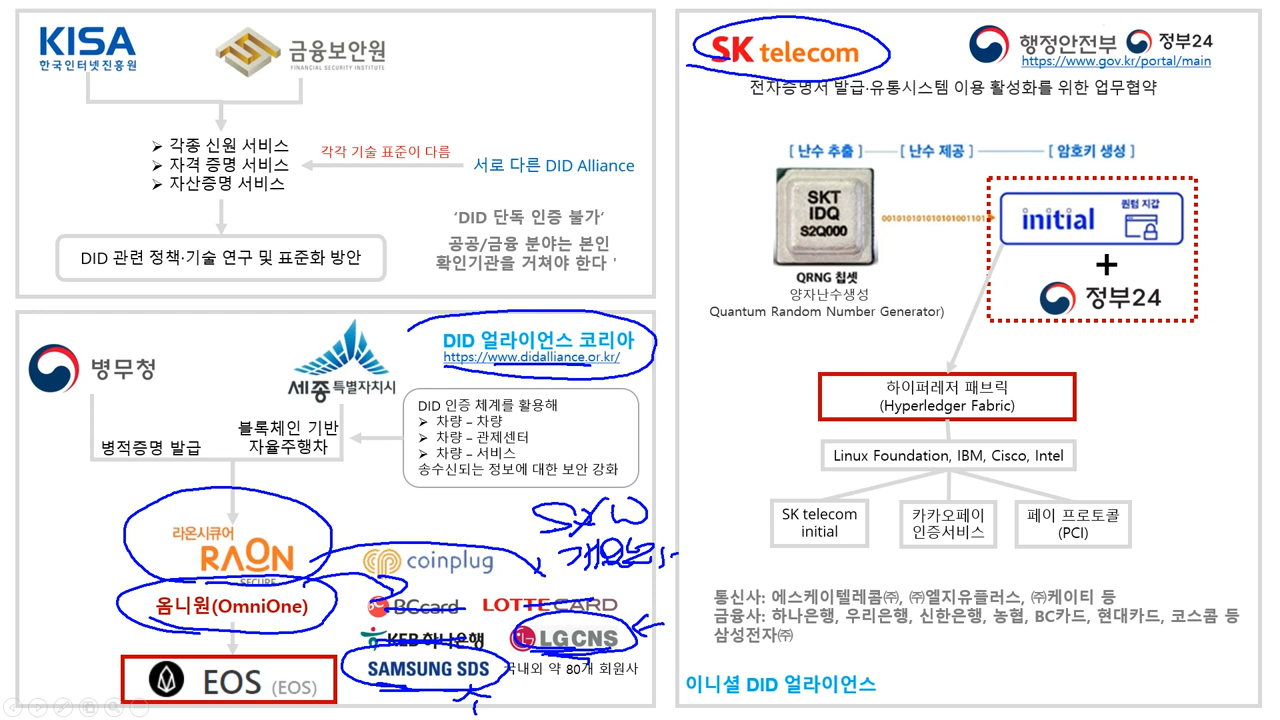 KISA
한국인터넷진흥원
금융보안원
FINANCIAL SECURITY INSTITUTE
➢ 각종 신원 서비스
➢ 자격 증명 서비스
➢ 자산증명 서비스
각각 기술 표준이 다름
서로 다른 DID Alliance
DID 관련 정책·기술 연구 및 표준화 방안
‘DID 단독 인증 불가’
공공/금융 분야는 본인
확인기관을 거쳐야 한다 '
병무청
세종특별자치시
DID 얼라이언스 코리아
https://www.didalliance.or.kr/
병적증명 발급
블록체인 기반
자율주행차
DID 인증 체계를 활용해
➢ 차량 – 차량
➢ 차량 – 관제센터
➢ 차량 – 서비스
송수신되는 정보에 대한 보안 강화
라온시큐어
RAON
SECURE
옴니원(OmniOne)
EOS (EOS)
coinplug
BCcard
LOTTE CARD
KEB 하나은행
LG CNS
SAMSUNG SDS
국내외 약 80개 회원사
S/W
SK telecom
행정안전부
정부24
https://www.gov.kr/portal/main
전자증명서 발급·유통시스템 이용 활성화를 위한 업무협약
[ 난수 추출 ]
[ 난수 제공 ]
[ 암호키 생성 ]
SKT
IDQ
S2Q000
QRNG 칩셋
양자난수생성
Quantum Random Number Generator)
initial
퀀텀 지갑
+
정부24
하이퍼레저 패브릭
(Hyperledger Fabric)
Linux Foundation, IBM, Cisco, Intel
SK telecom
initial
카카오페이
인증서비스
페이 프로토콜
(PCI)
통신사: 에스케이텔레콤㈜, ㈜엘지유플러스, ㈜케이티 등
금융사: 하나은행, 우리은행, 신한은행, 농협, BC카드, 현대카드, 코스콤 등
삼성전자㈜
이니셜 DID 얼라이언스